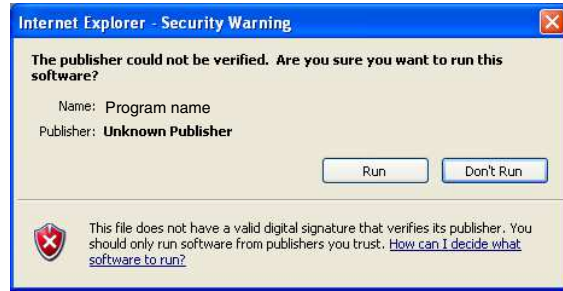 Internet Explorer - Security Warning
The publisher could not be verified.  Are you sure you want to run this
software?
Name: Program name
Publisher: Unknown Publisher
Run Don't Run
This file does not have a valid digital signature that verifies its publisher. You
should only run software from publishers you trust. How can I decide what
software to run?